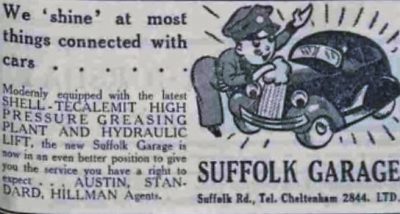 We 'shine' at most
things connected with
cars . . . . . .
Modernly equipped with the latest
SHELL-TECALEMIT HIGH
PRESSURE GREASING
PLANT AND HYDRAULIC
LIFT, the new Suffolk Garage is
now in an even better position to give
you the service you have a right to
expect . . AUSTIN, STAN-
DARD, HILLMAN Agents.
SUFFOLK GARAGE
Suffolk Rd., Tel. Cheltenham 2844. LTD.